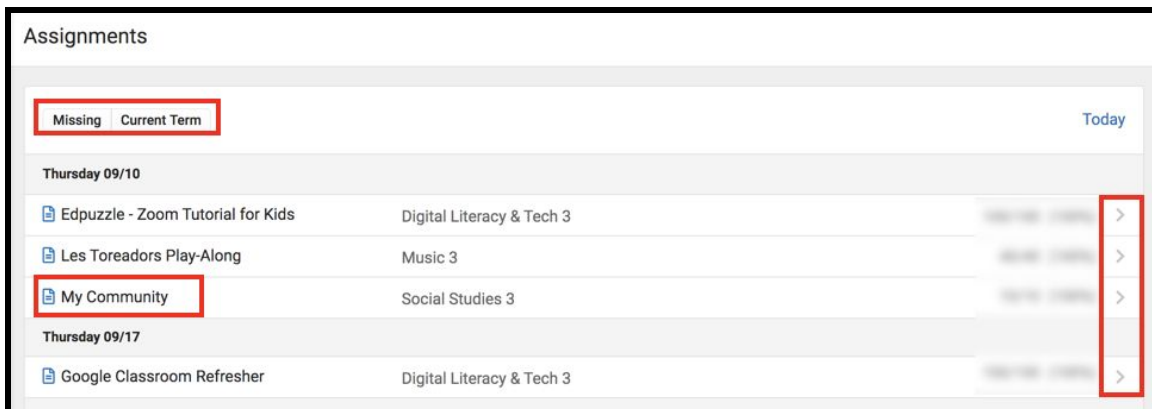 Assignments
Missing Current Term Today
Thursday 09/10
Edpuzzle - Zoom Tutorial for Kids Digital Literacy & Tech 3
Les Toreadors Play-Along Music 3
My Community Social Studies 3
Thursday 09/17
Google Classroom Refresher Digital Literacy & Tech 3